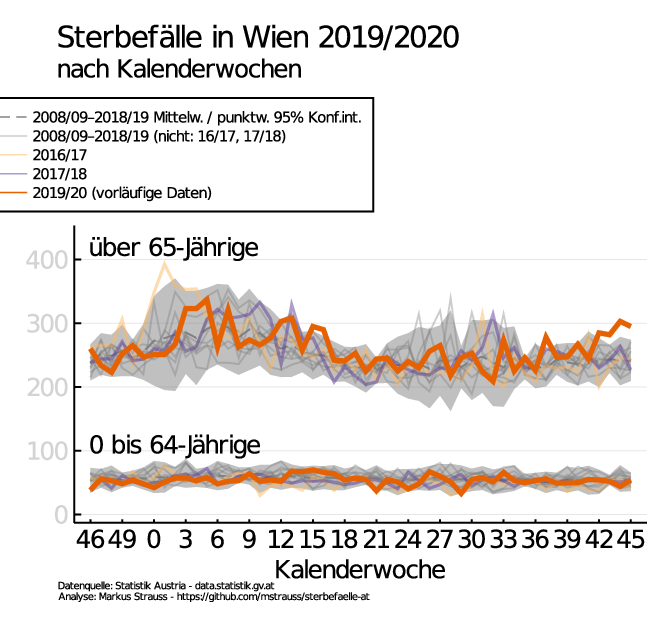 Sterbefälle in Wien 2019/2020
nach Kalenderwochen
2008/09–2018/19 Mittelw. / punktw. 95% Konf.int.
2008/09–2018/19 (nicht: 16/17, 17/18)
2016/17
2017/18
2019/20 (vorläufige Daten)
über 65-Jährige
400
300
200
0 bis 64-Jährige
100
0
46 49 0 3 6 9 12 15 18 21 24 27 30 33 36 39 42 45
Kalenderwoche
Datenquelle: Statistik Austria - data.statistik.gv.at
Analyse: Markus Strauss - https://github.com/mstrauss/sterbefaelle-at